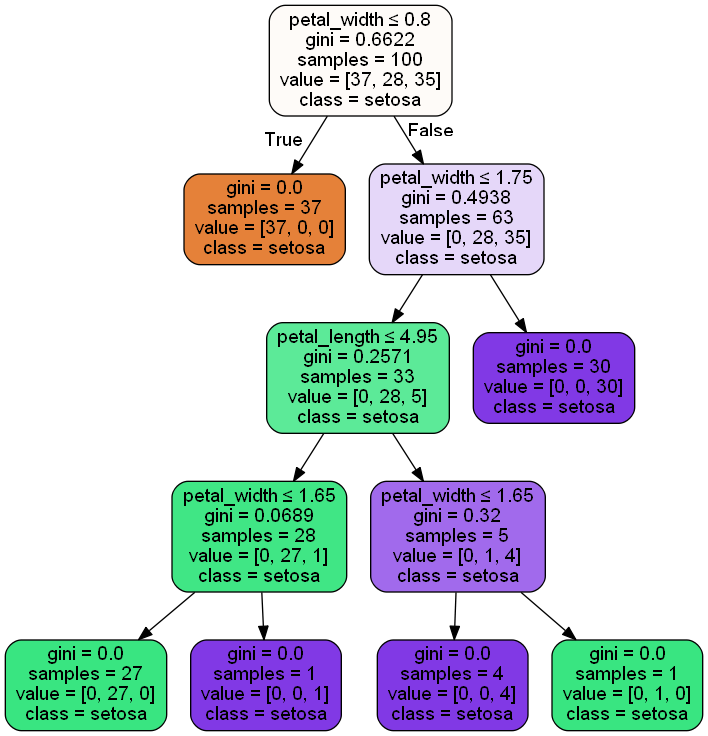 petal_width ≤ 0.8
gini = 0.6622
samples = 100
value = [37, 28, 35]
class = setosa
True
False
gini = 0.0
samples = 37
value = [37, 0, 0]
class = setosa
petal_width ≤ 1.75
gini = 0.4938
samples = 63
value = [0, 28, 35]
class = setosa
petal_length ≤ 4.95
gini = 0.2571
samples = 33
value = [0, 28, 5]
class = setosa
gini = 0.0
samples = 30
value = [0, 0, 30]
class = setosa
petal_width ≤ 1.65
gini = 0.0689
samples = 28
value = [0, 27, 1]
class = setosa
petal_width ≤ 1.65
gini = 0.32
samples = 5
value = [0, 1, 4]
class = setosa
gini = 0.0
samples = 27
value = [0, 27, 0]
class = setosa
gini = 0.0
samples = 1
value = [0, 0, 1]
class = setosa
gini = 0.0
samples = 4
value = [0, 0, 4]
class = setosa
gini = 0.0
samples = 1
value = [0, 1, 0]
class = setosa